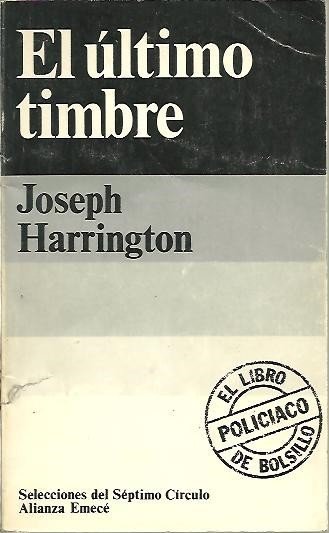 El último
timbre
Joseph
Harrington
EL LIBRO
POLICIACO
DE BOLSILLO
Selecciones del Séptimo Círculo
Alianza Emecé